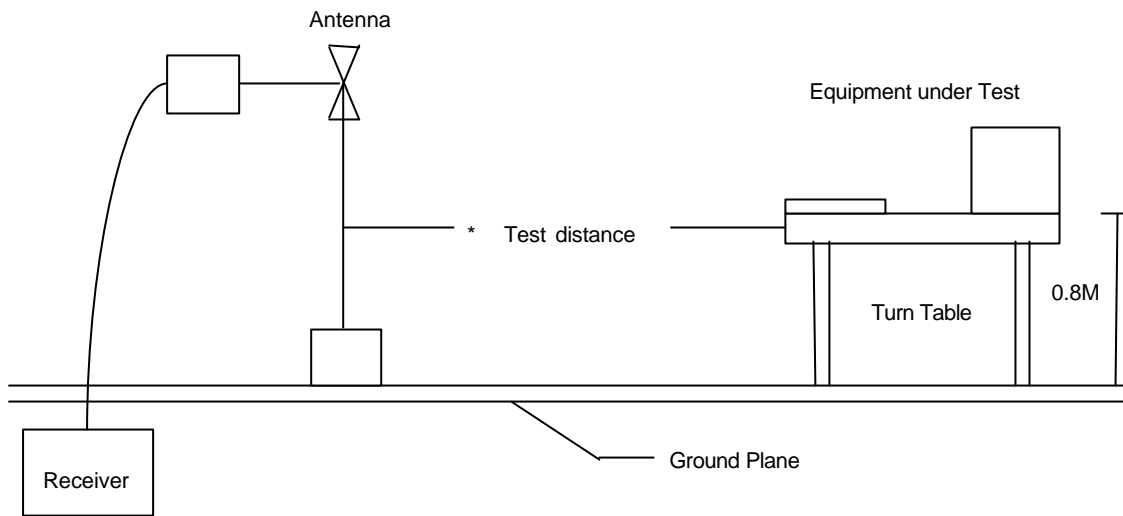 Antenna
Equipment under Test
* Test distance
0.8M
Turn Table
Ground Plane
Receiver